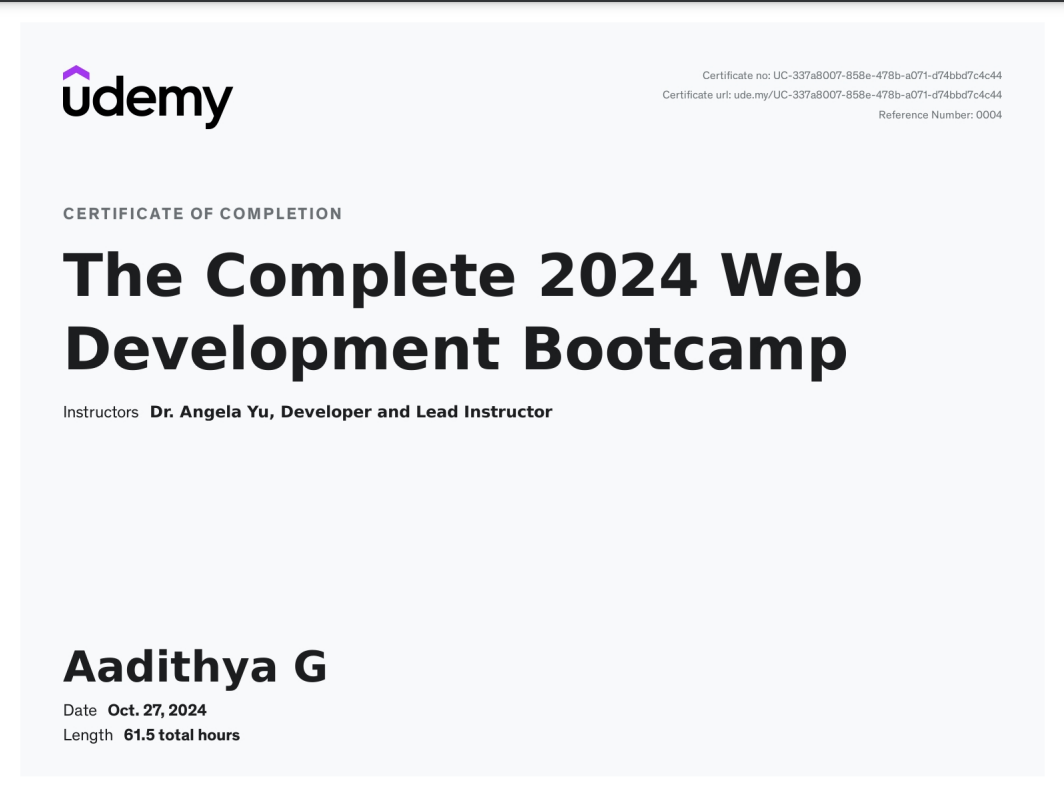 udemy
Certificate no: UC-337a8007-858e-478b-a071-d74bbd7c4c44
Certificate url: ude.my/UC-337a8007-858e-478b-a071-d74bbd7c4c44
Reference Number: 0004
CERTIFICATE OF COMPLETION
The Complete 2024 Web
Development Bootcamp
Instructors Dr. Angela Yu, Developer and Lead Instructor
Aadithya G
Date Oct. 27, 2024
Length 61.5 total hours